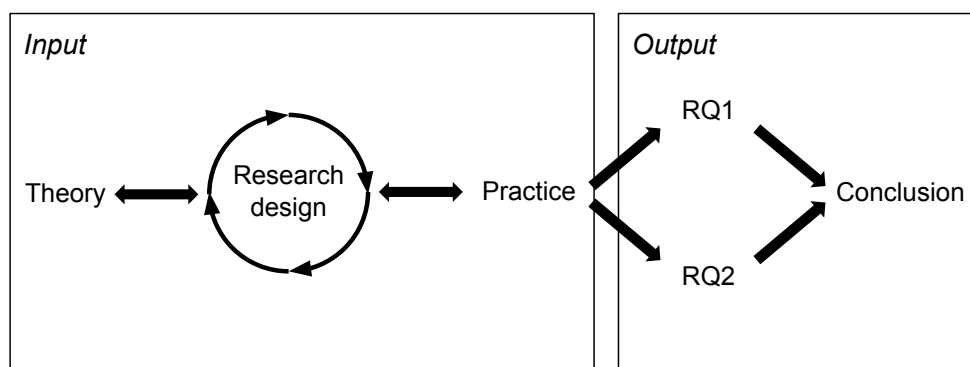 Input
Output
RQ1
Theory
Research
design
Practice
Conclusion
RQ2